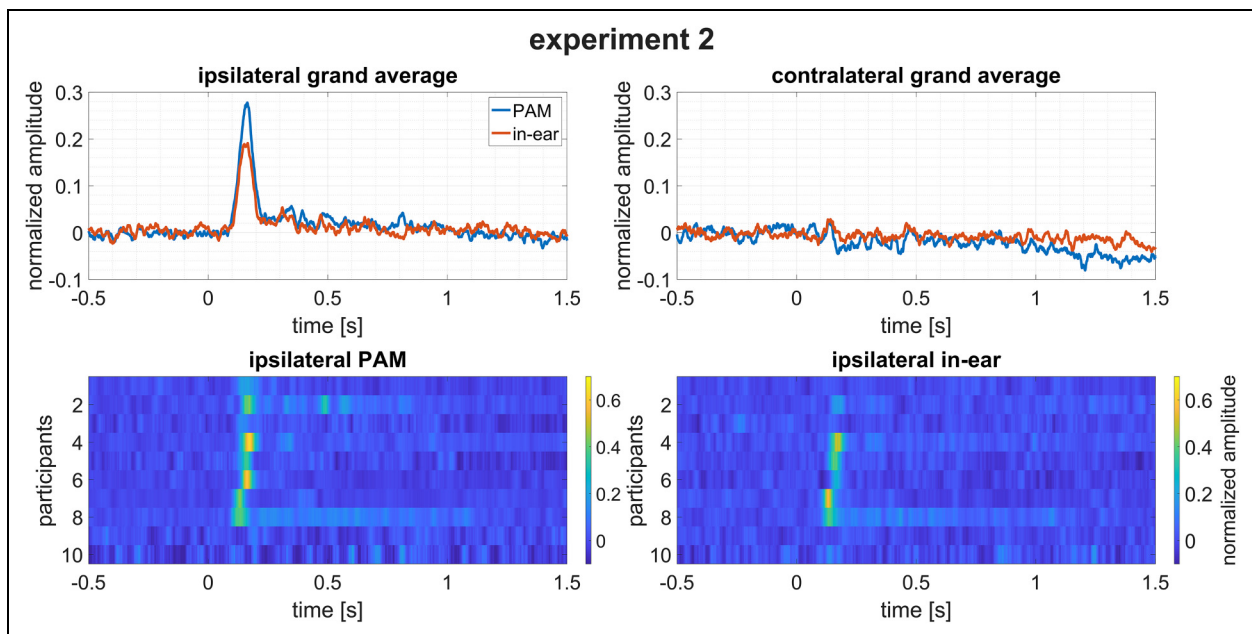 experiment 2
ipsilateral grand average
normalized amplitude
0.3
0.2
0.1
0
-0.1
PAM
in-ear
-0.5 0 0.5 1 1.5
time [s]
contralateral grand average
normalized amplitude
0.3
0.2
0.1
0
-0.1
-0.5 0 0.5 1 1.5
time [s]
ipsilateral PAM
participants
2
4
6
8
10
-0.5 0 0.5 1 1.5
time [s]
0.6
0.4
0.2
0
ipsilateral in-ear
participants
2
4
6
8
10
-0.5 0 0.5 1 1.5
time [s]
0.6
0.4
0.2
0
normalized amplitude